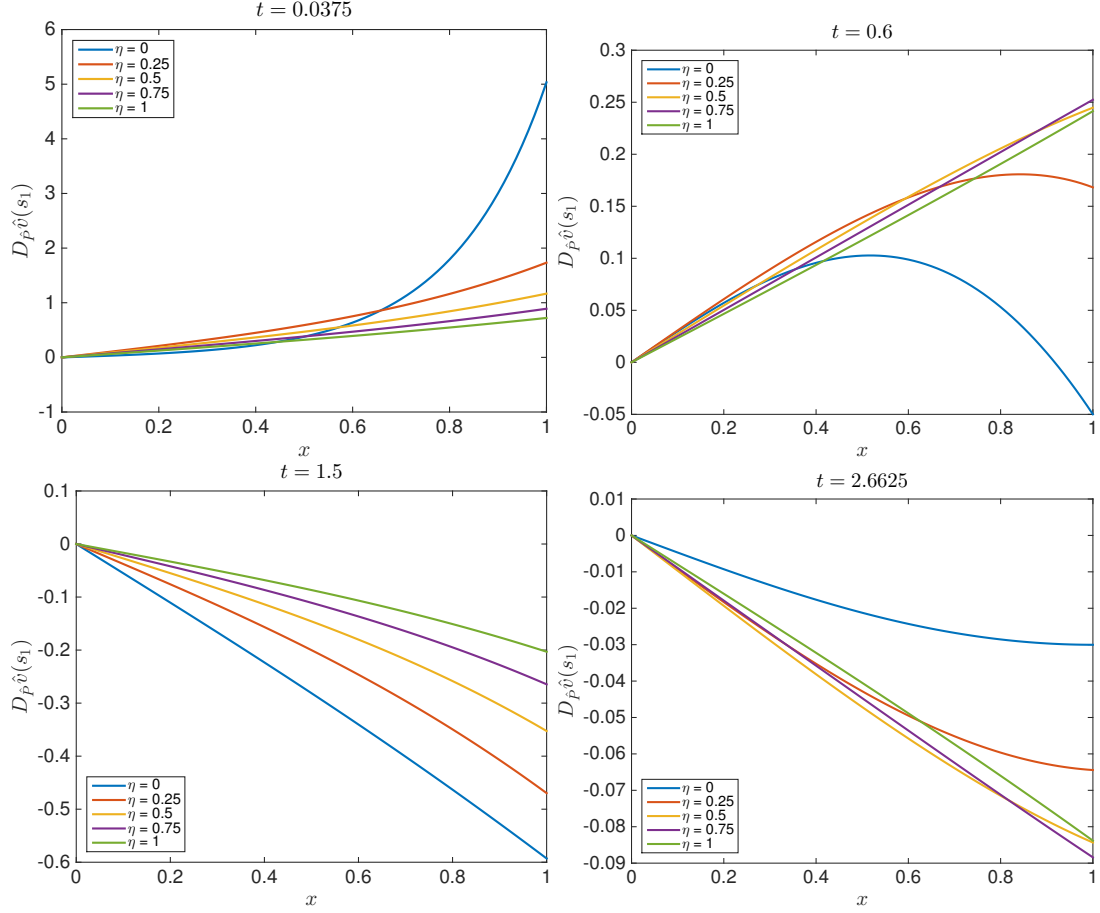 t = 0.0375
6
5
4
3
2
1
0
-1
0
0.2
0.4
0.6
0.8
1
η = 0
η = 0.25
η = 0.5
η = 0.75
η = 1
D_P̂ v̂(s₁)
x
t = 0.6
0.3
0.25
0.2
0.15
0.1
0.05
0
-0.05
0
0.2
0.4
0.6
0.8
1
η = 0
η = 0.25
η = 0.5
η = 0.75
η = 1
D_P̂ v̂(s₁)
x
t = 1.5
0.1
0
-0.1
-0.2
-0.3
-0.4
-0.5
-0.6
0
0.2
0.4
0.6
0.8
1
η = 0
η = 0.25
η = 0.5
η = 0.75
η = 1
D_P̂ v̂(s₁)
x
t = 2.6625
0.01
0
-0.01
-0.02
-0.03
-0.04
-0.05
-0.06
-0.07
-0.08
-0.09
0
0.2
0.4
0.6
0.8
1
η = 0
η = 0.25
η = 0.5
η = 0.75
η = 1
D_P̂ v̂(s₁)
x